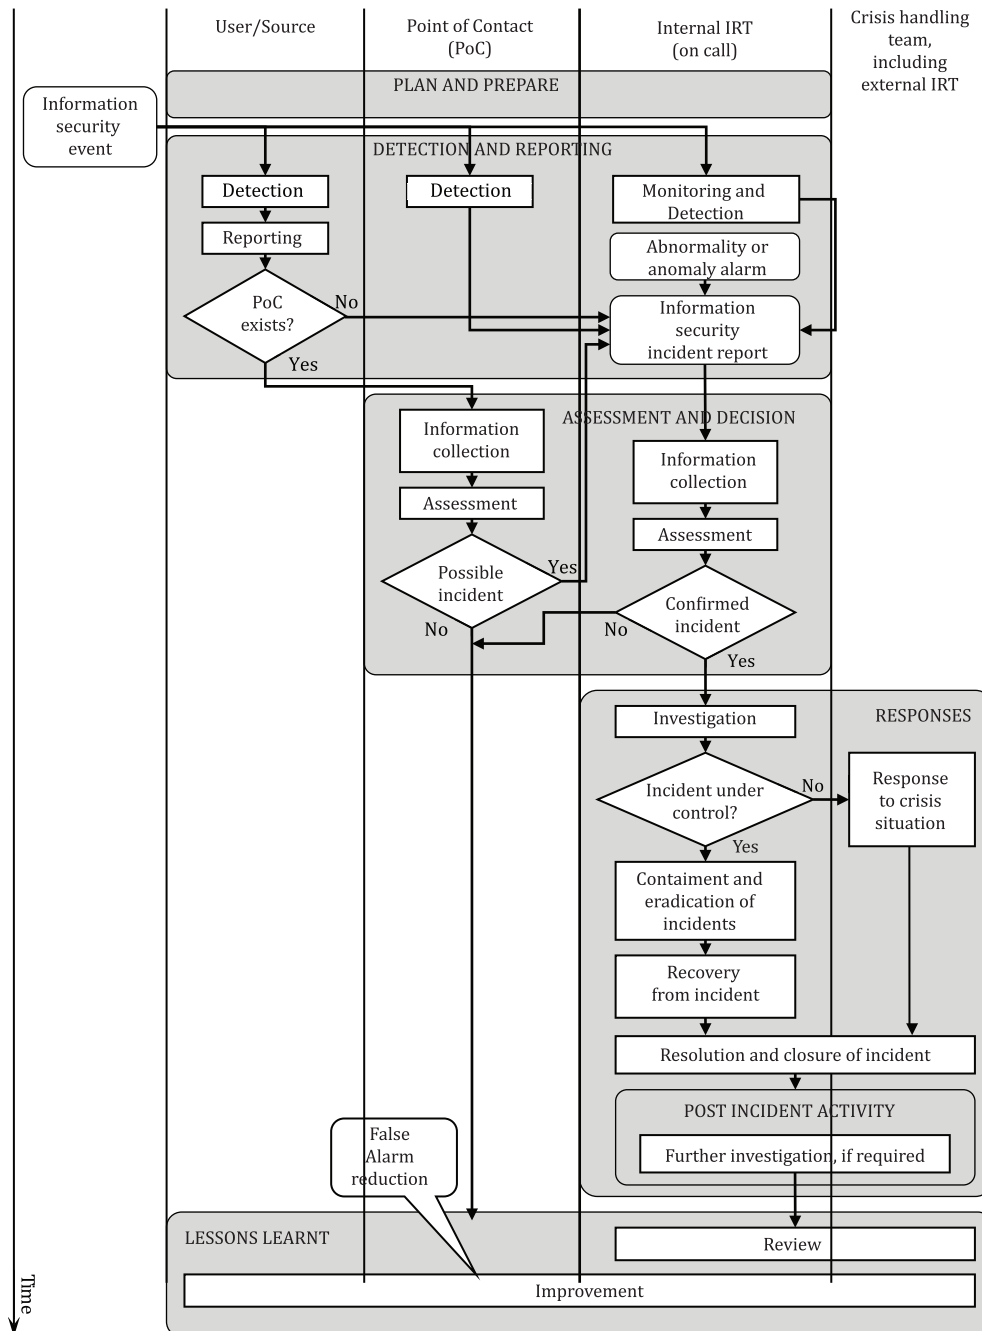 User/Source
Point of Contact
(PoC)
Internal IRT
(on call)
Crisis handling
team,
including
external IRT
PLAN AND PREPARE
Information
security
event
DETECTION AND REPORTING
Detection
Detection
Monitoring and
Detection
Reporting
Abnormality or
anomaly alarm
PoC
exists?
No
Information
security
incident report
Yes
ASSESSMENT AND DECISION
Information
collection
Information
collection
Assessment
Assessment
Possible
incident
Yes
Confirmed
incident
No
No
Yes
RESPONSES
Investigation
Incident under
control?
No
Response
to crisis
situation
Yes
Contaiment and
eradication of
incidents
Recovery
from incident
Resolution and closure of incident
POST INCIDENT ACTIVITY
Further investigation, if required
False
Alarm
reduction
LESSONS LEARNT
Review
Improvement
Time